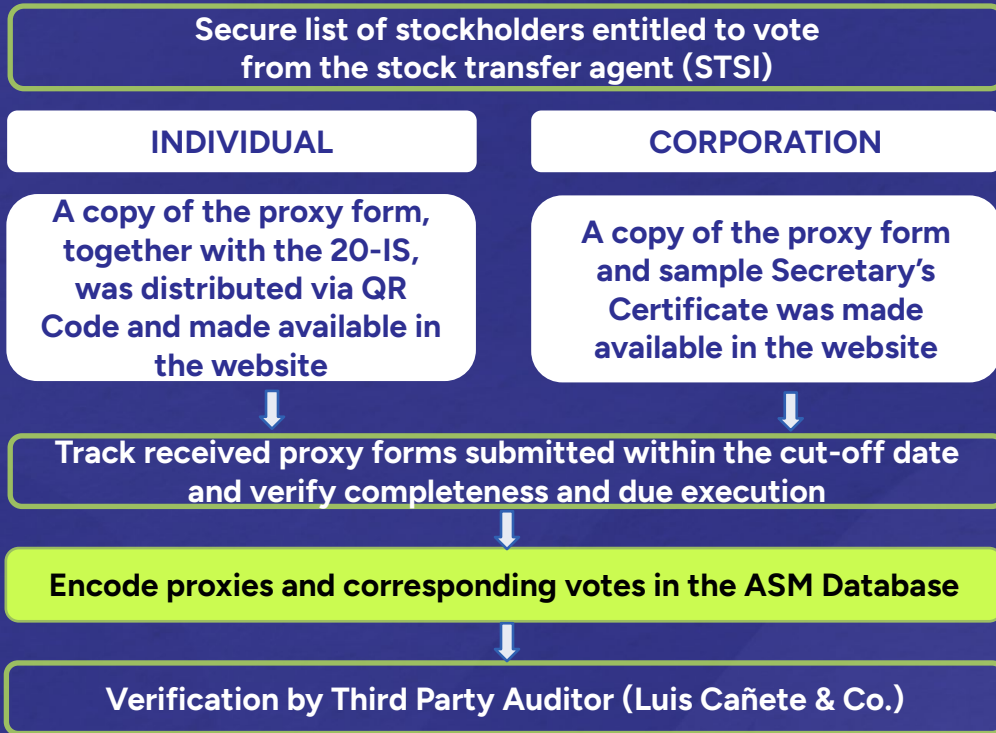 Secure list of stockholders entitled to vote
from the stock transfer agent (STSI)
INDIVIDUAL
CORPORATION
A copy of the proxy form,
together with the 20-IS,
was distributed via QR
Code and made available in
the website
A copy of the proxy form
and sample Secretary’s
Certificate was made
available in the website
Track received proxy forms submitted within the cut-off date
and verify completeness and due execution
Encode proxies and corresponding votes in the ASM Database
Verification by Third Party Auditor (Luis Cañete & Co.)